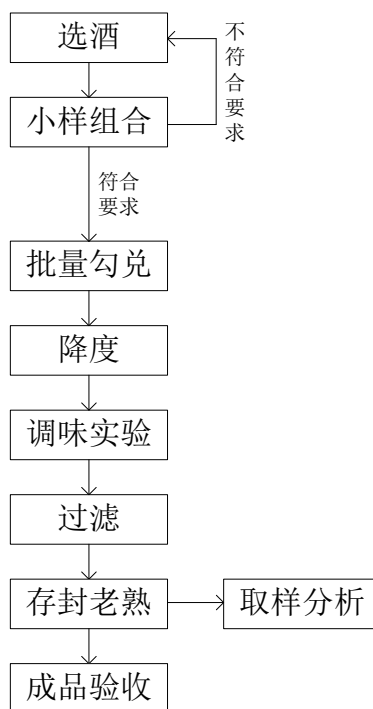 选酒
不符合要求
小样组合
符合
要求
批量勾兑
降度
调味实验
过滤
存封老熟
取样分析
成品验收